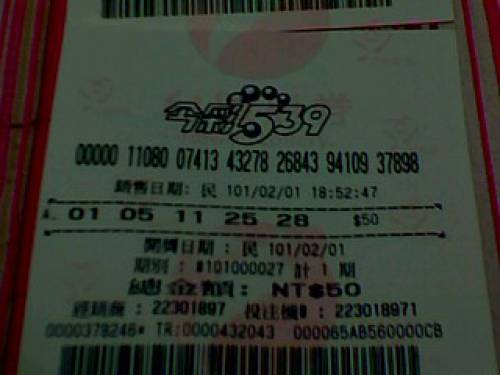 今彩539
00000 11080 07413 43278 26843 94109 37898
銷售日期: 民 101/02/01 18:52:47
A. 01 05 11 25 28 $50
開獎日期 : 民 101/02/01
期別 : #101000027 計 1 期
總金額: NT$50
經銷商 : 22301897 投注機# : 223018971
0000378246* TR:0000432043 000065AB560000CB